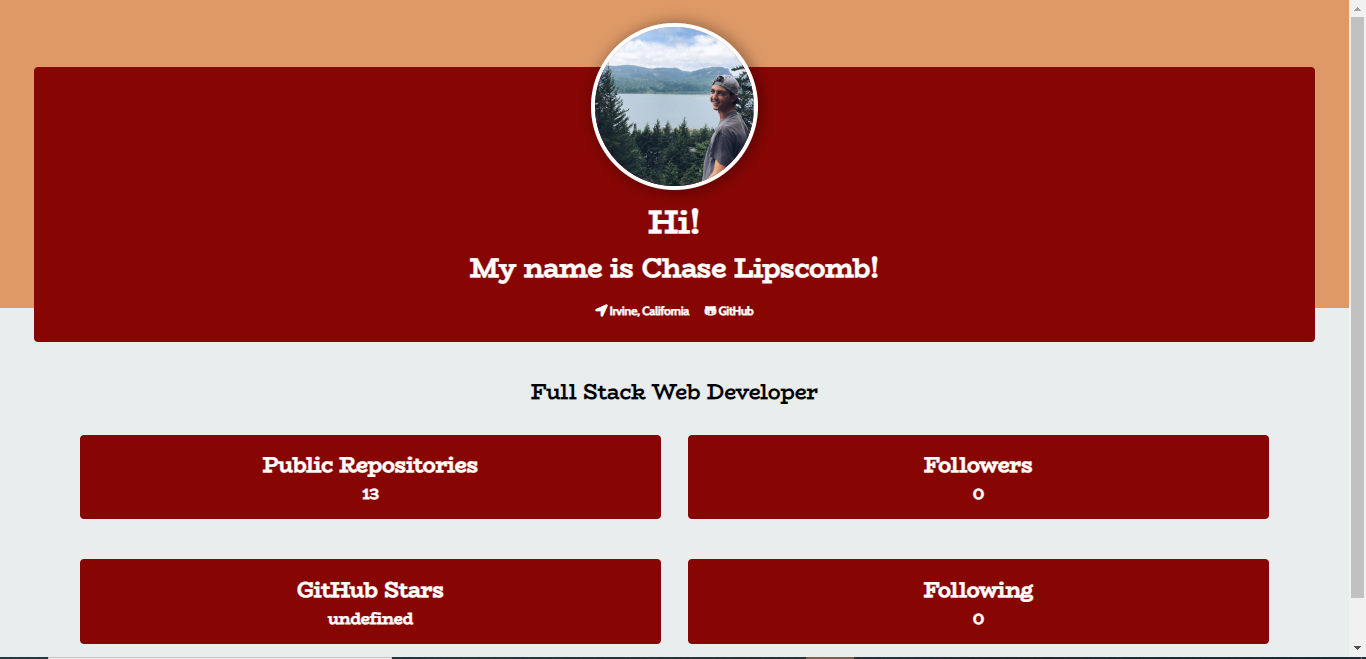 Hi!
My name is Chase Lipscomb!
Irvine, California GitHub
Full Stack Web Developer
Public Repositories
13
Followers
0
GitHub Stars
undefined
Following
0